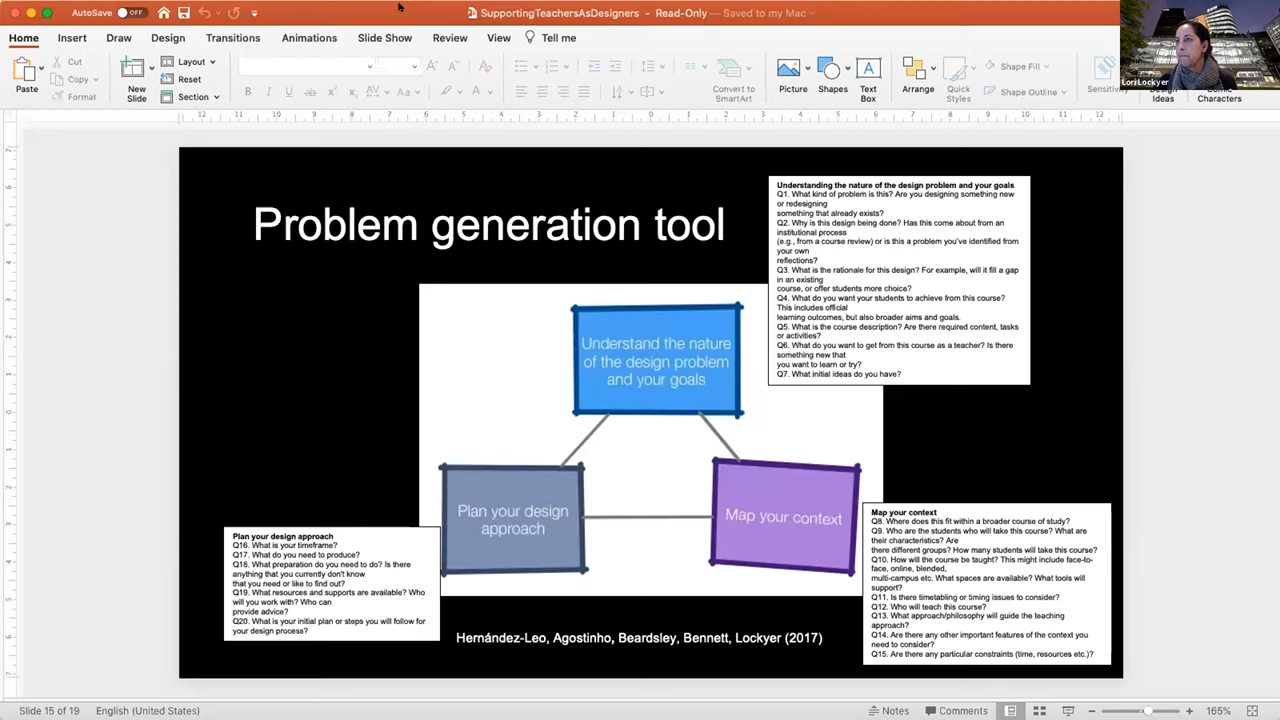 AutoSave OFF
SupportingTeachersAsDesigners - Read-Only — Saved to my Mac
Home Insert Draw Design Transitions Animations Slide Show Review View Tell me
Paste
Cut
Copy
Format
New
Slide
Layout
Reset
Section
Convert to
SmartArt
Picture
Shapes
Text
Box
Arrange
Quick
Styles
Shape Fill
Shape Outline
Design
Ideas
Lori Lockyer
Problem generation tool
Understanding the nature of the design problem and your goals
Q1. What kind of problem is this? Are you designing something new
or redesigning
something that already exists?
Q2. Why is this design being done? Has this come about from an
institutional process
(e.g., from a course review) or is this a problem you've identified from
your own
reflections?
Q3. What is the rationale for this design? For example, will it fill a gap
in an existing
course, or offer students more choice?
Q4. What do you want your students to achieve from this course?
This includes official
learning outcomes, but also broader aims and goals.
Q5. What is the course description? Are there required content, tasks
or activities?
Q6. What do you want to get from this course as a teacher? Is there
something new that
you want to learn or try?
Q7. What initial ideas do you have?
Understand the nature
of the design problem
and your goals
Plan your design
approach
Map your context
Plan your design approach
Q16. What is your timeframe?
Q17. What do you need to produce?
Q18. What preparation do you need to do? Is there
anything that you currently don't know
that you need or like to find out?
Q19. What resources and supports are available? Who
will you work with? Who can
provide advice?
Q20. What is your initial plan or steps you will follow for
your design process?
Map your context
Q8. Where does this fit within a broader course of study?
Q9. Who are the students who will take this course? What are
their characteristics? Are
there different groups? How many students will take this course?
Q10. How will the course be taught? This might include face-to-
face, online, blended,
multi-campus etc. What spaces are available? What tools will
support?
Q11. Is there timetabling or timing issues to consider?
Q12. Who will teach this course?
Q13. What approach/philosophy will guide the teaching
approach?
Q14. Are there any other important features of the context you
need to consider?
Q15. Are there any particular constraints (time, resources etc.)?
Hernández-Leo, Agostinho, Beardsley, Bennett, Lockyer (2017)
Slide 15 of 19 English (United States)
Notes Comments 165%